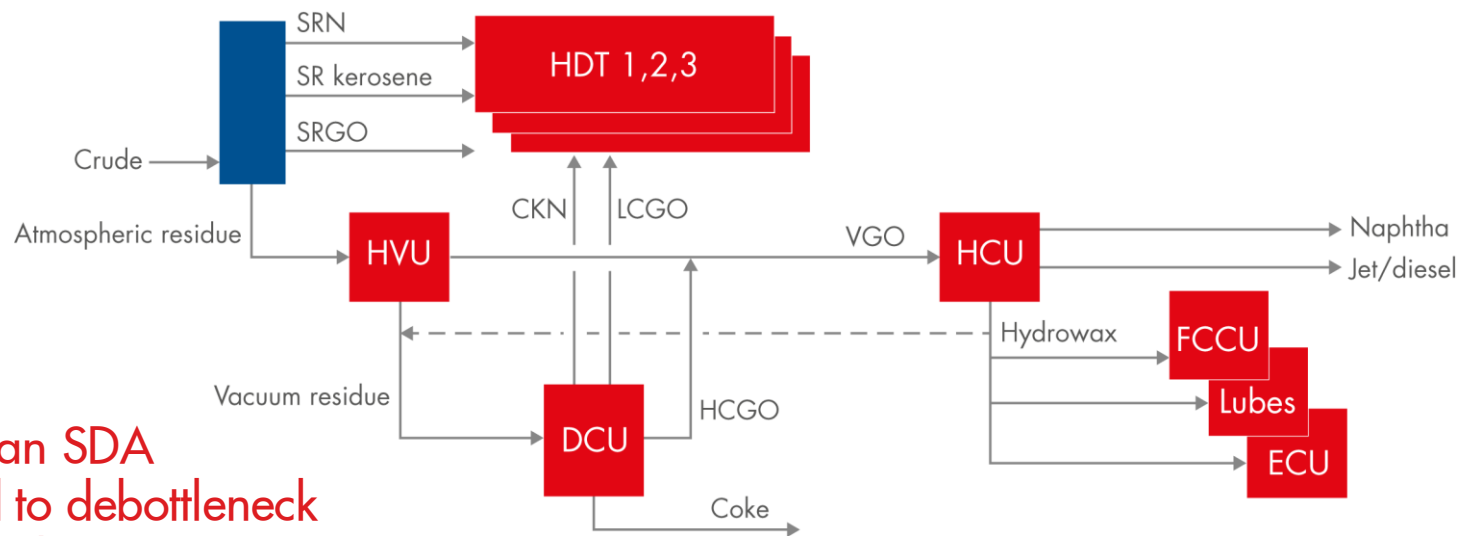 SRN
HDT 1,2,3
SR kerosene
SRGO
Crude
CKN
LCGO
Atmospheric residue
HVU
VGO
HCU
Naphtha
Jet/diesel
Hydrowax
FCCU
Vacuum residue
HCGO
Lubes
DCU
ECU
an SDA
to debottleneck
Coke